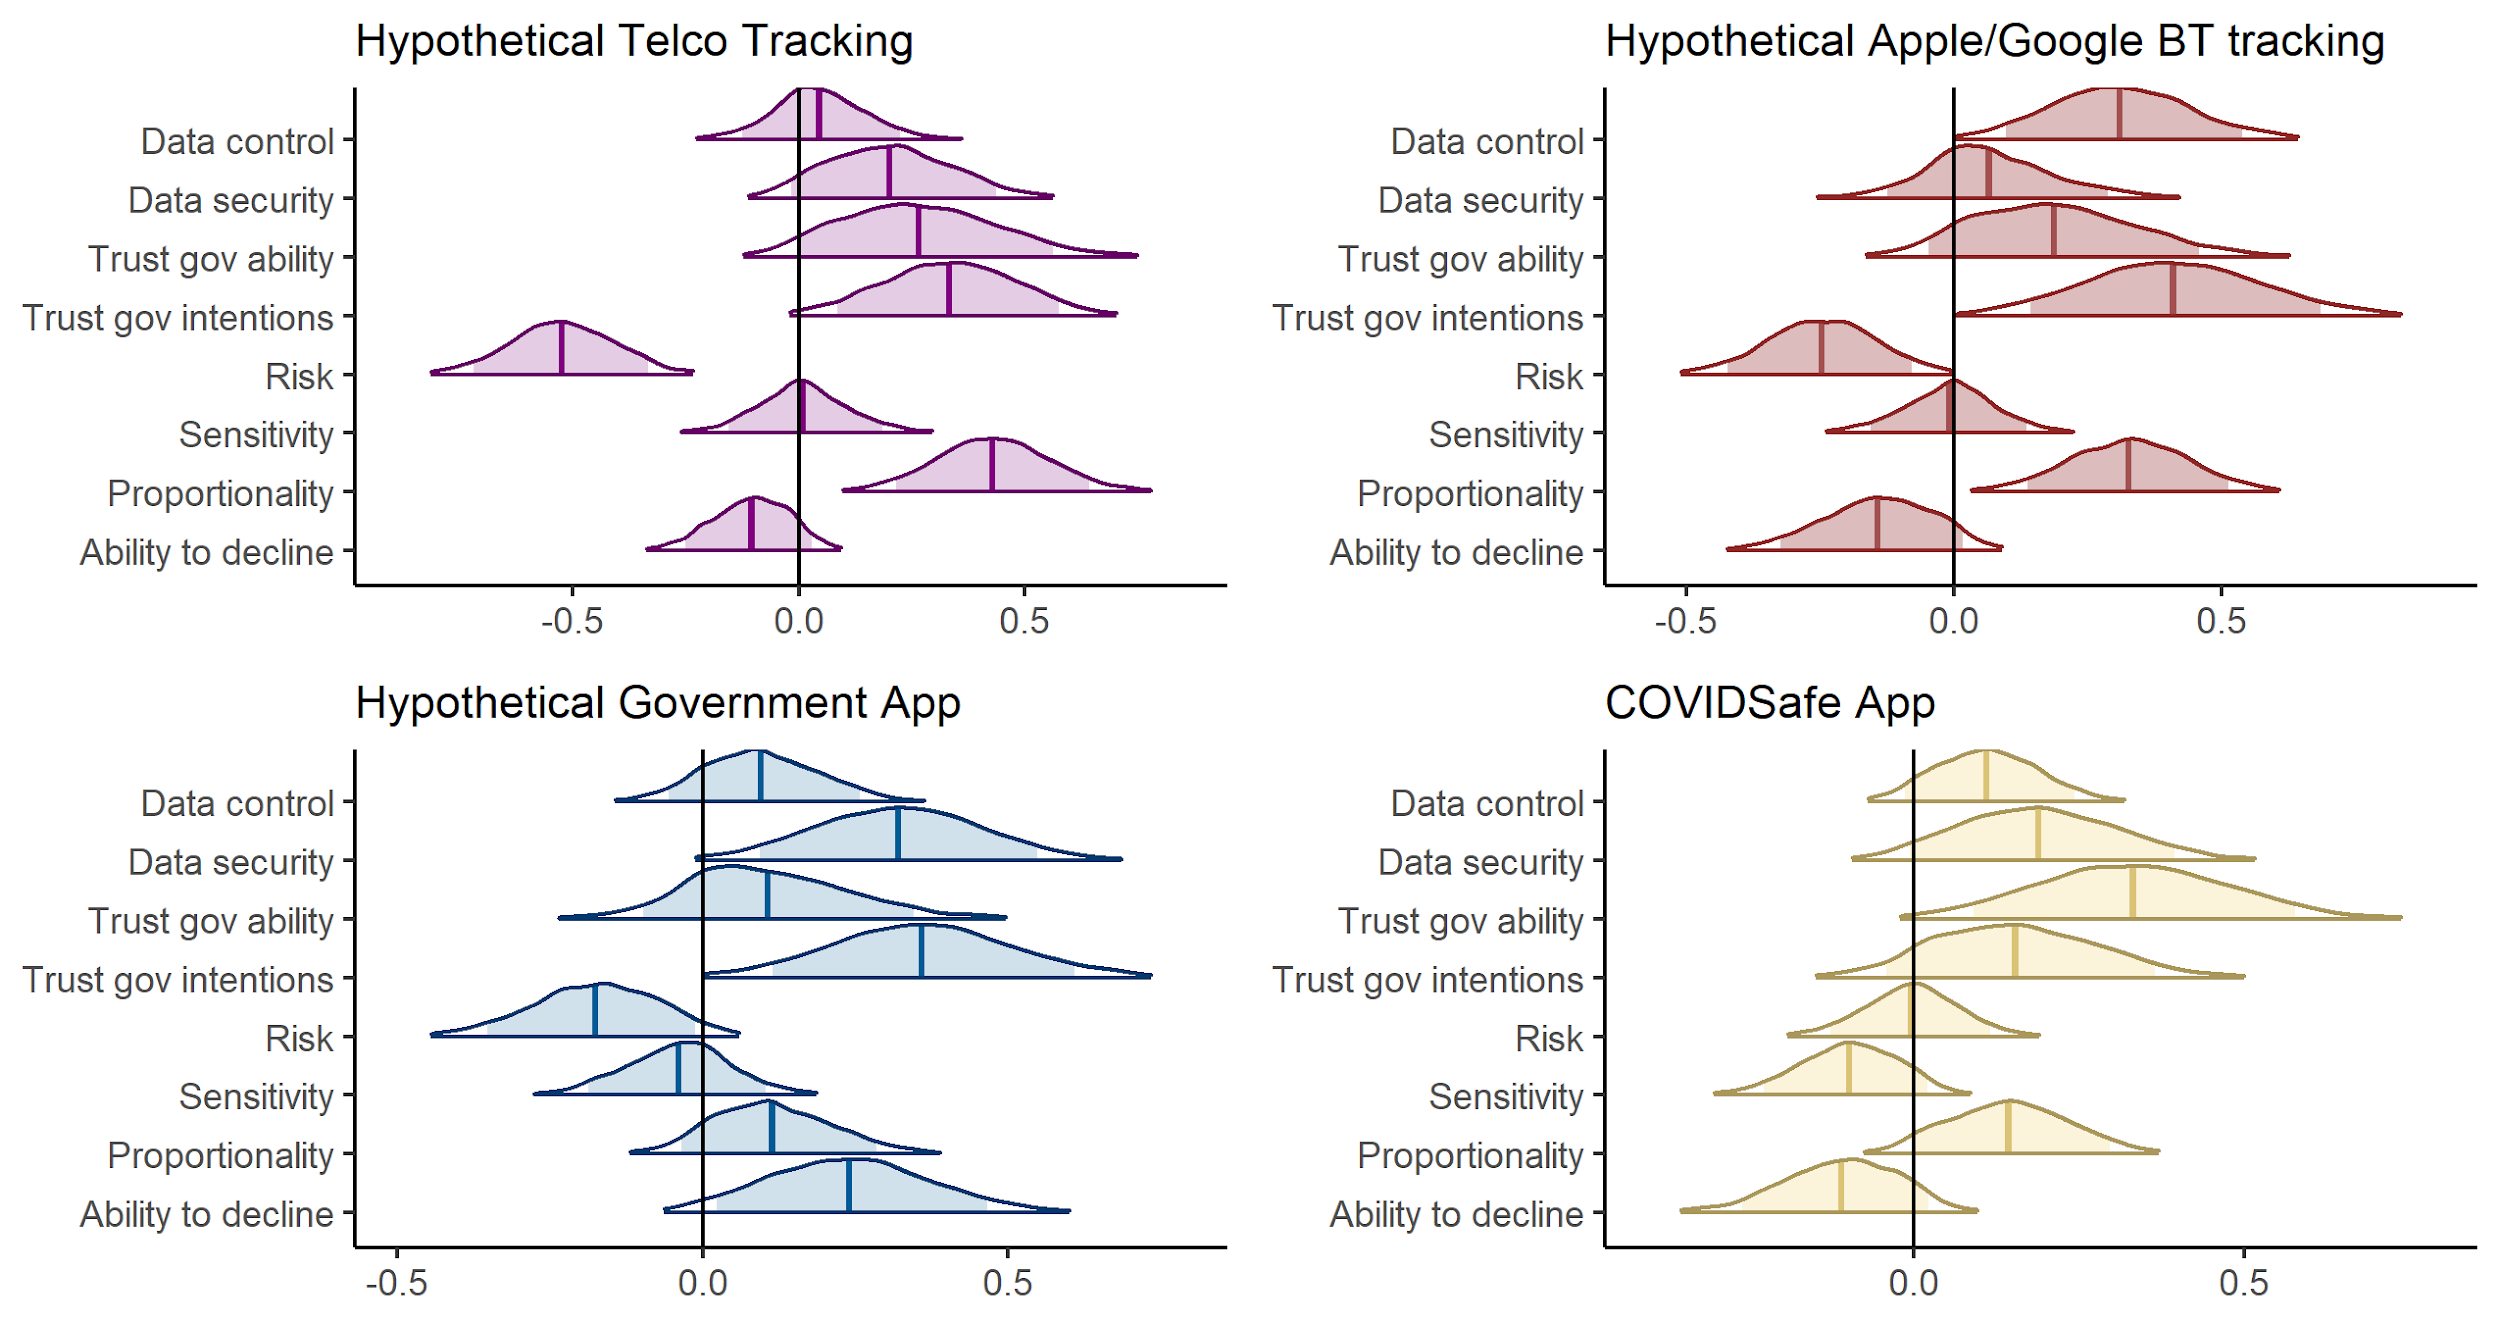 Hypothetical Telco Tracking
Data control
Data security
Trust gov ability
Trust gov intentions
Risk
Sensitivity
Proportionality
Ability to decline
-0.5 0.0 0.5
Hypothetical Apple/Google BT tracking
Data control
Data security
Trust gov ability
Trust gov intentions
Risk
Sensitivity
Proportionality
Ability to decline
-0.5 0.0 0.5
Hypothetical Government App
Data control
Data security
Trust gov ability
Trust gov intentions
Risk
Sensitivity
Proportionality
Ability to decline
-0.5 0.0 0.5
COVIDSafe App
Data control
Data security
Trust gov ability
Trust gov intentions
Risk
Sensitivity
Proportionality
Ability to decline
0.0 0.5